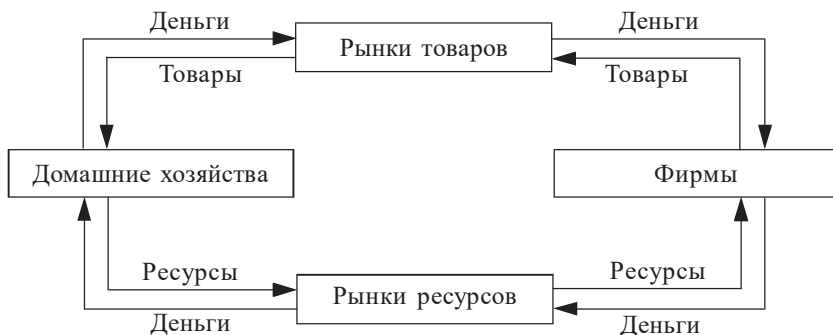 Деньги
Деньги
Рынки товаров
Товары
Товары
Домашние хозяйства
Фирмы
Ресурсы
Ресурсы
Рынки ресурсов
Деньги
Деньги